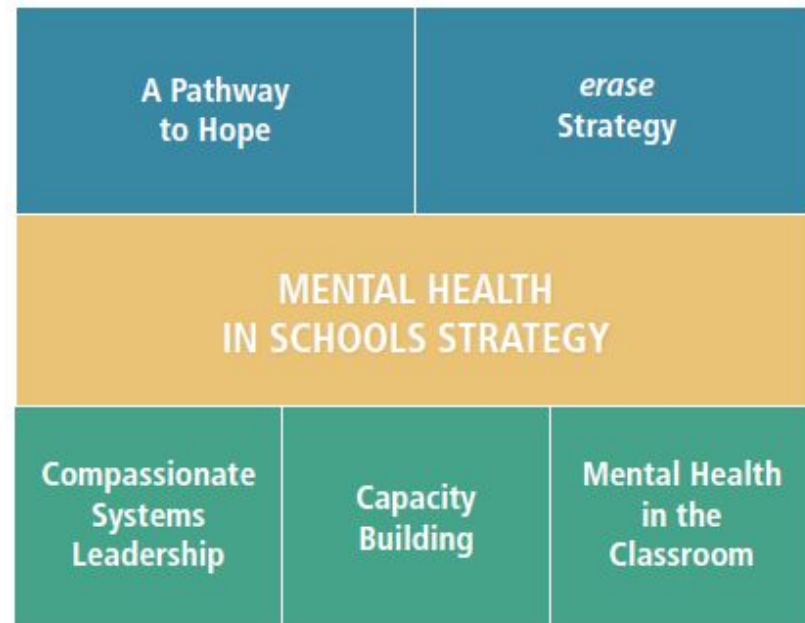 A Pathway
to Hope
erase
Strategy
MENTAL HEALTH
IN SCHOOLS STRATEGY
Compassionate
Systems
Leadership
Capacity
Building
Mental Health
in the
Classroom